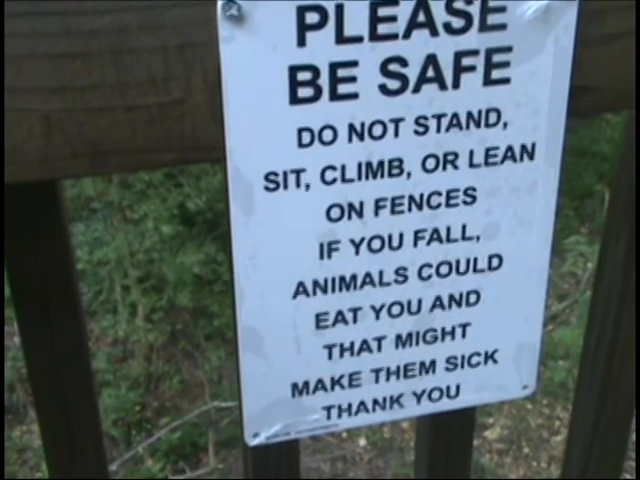 PLEASE
BE SAFE
DO NOT STAND,
SIT, CLIMB, OR LEAN
ON FENCES
IF YOU FALL,
ANIMALS COULD
EAT YOU AND
THAT MIGHT
MAKE THEM SICK
THANK YOU